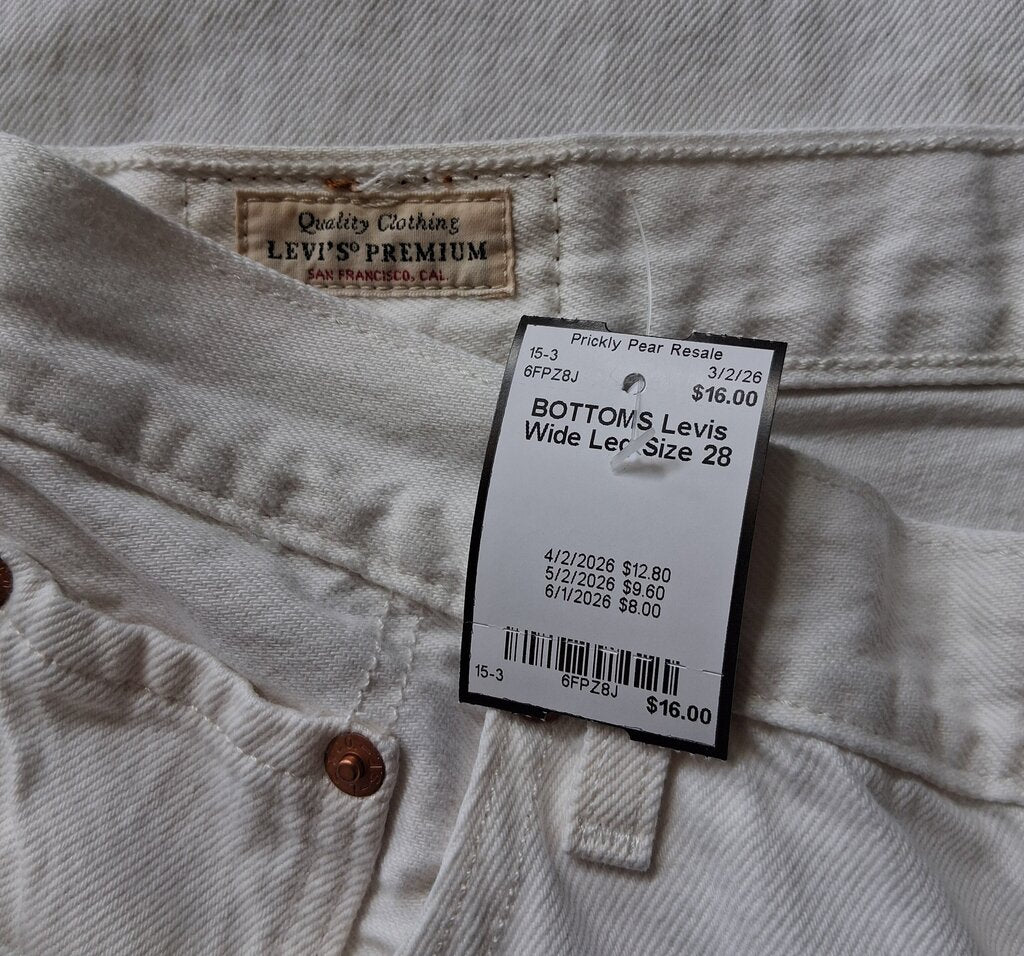 Quality Clothing
LEVI'S® PREMIUM
SAN FRANCISCO, CAL.
Prickly Pear Resale
15-3 3/2/26
6FPZ8J $16.00
BOTTOMS Levis
Wide Leg Size 28
4/2/2026 $12.80
5/2/2026 $9.60
6/1/2026 $8.00
15-3 6FPZ8J $16.00